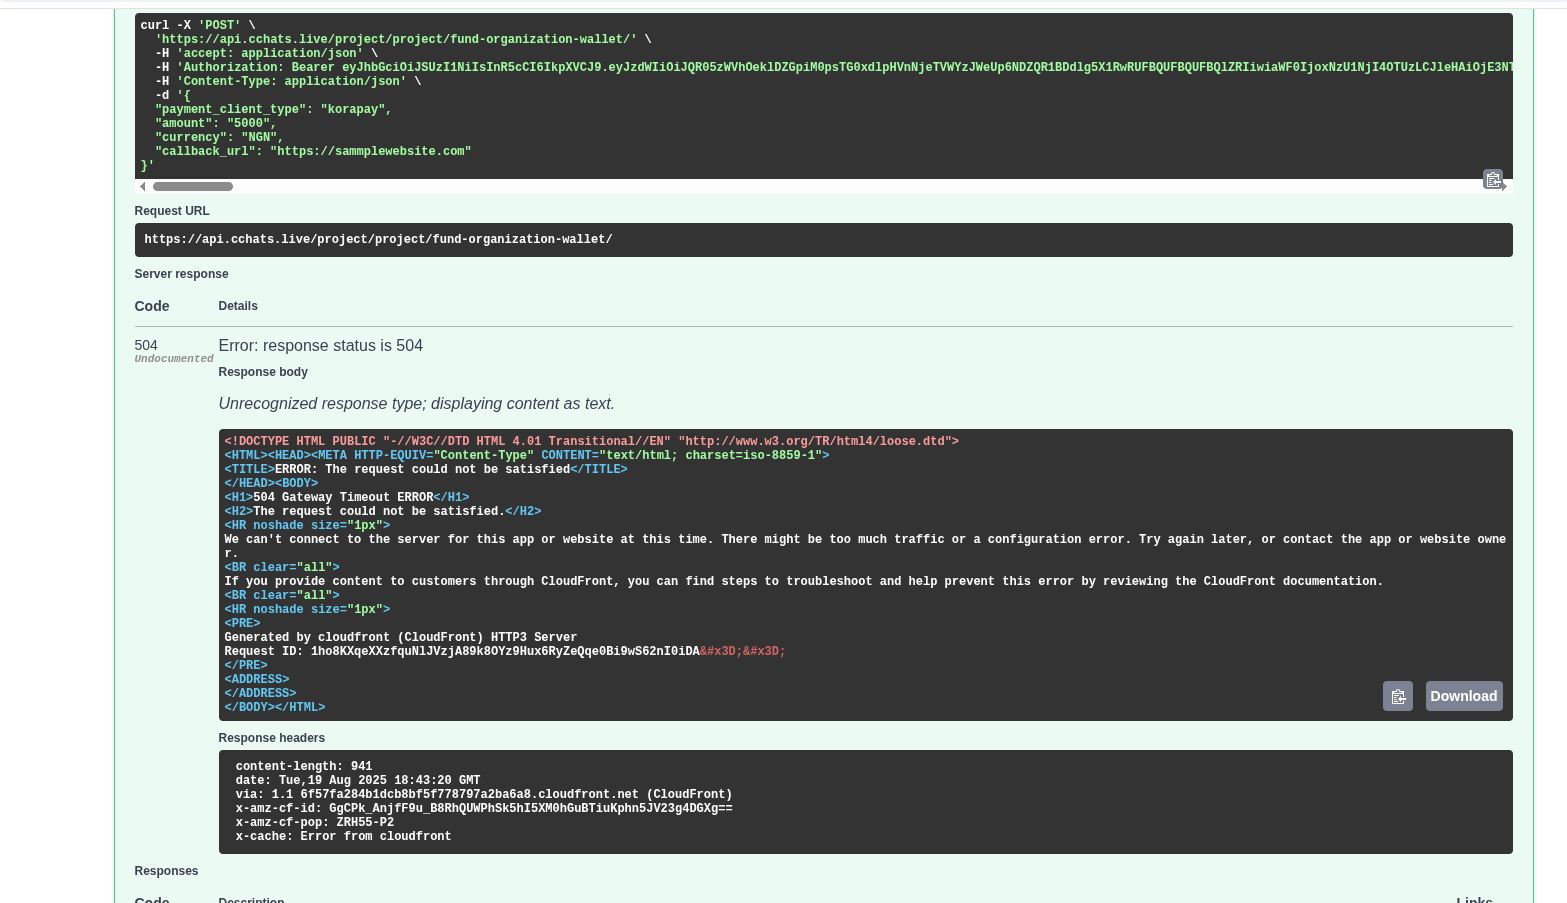 curl -X 'POST' \
'https://api.cchats.live/project/project/fund-organization-wallet/' \
-H 'accept: application/json' \
-H 'Authorization: Bearer eyJhbGciOiJSUzI1NiIsInR5cCI6IkpXVCJ9.eyJzdWIiOiJQR05zWVhOeklDZGpiM0psTG0xdlpHVnNjeTVWYzJWeUp6NDZQR1BDdlg5X1RwRUFBQUFBQUFBQlZRIiwiaWF0IjoxNzU1NjI4OTUzLCJleHAiOjE3NT
-H 'Content-Type: application/json' \
-d '{
"payment_client_type": "korapay",
"amount": "5000",
"currency": "NGN",
"callback_url": "https://sammplewebsite.com"
}'
Request URL
https://api.cchats.live/project/project/fund-organization-wallet/
Server response
Code Details
504 Error: response status is 504
Undocumented
Response body
Unrecognized response type; displaying content as text.
<!DOCTYPE HTML PUBLIC "-//W3C//DTD HTML 4.01 Transitional//EN" "http://www.w3.org/TR/html4/loose.dtd">
<HTML><HEAD><META HTTP-EQUIV="Content-Type" CONTENT="text/html; charset=iso-8859-1">
<TITLE>ERROR: The request could not be satisfied</TITLE>
</HEAD><BODY>
<H1>504 Gateway Timeout ERROR</H1>
<H2>The request could not be satisfied.</H2>
<HR noshade size="1px">
We can't connect to the server for this app or website at this time. There might be too much traffic or a configuration error. Try again later, or contact the app or website owne
r.
<BR clear="all">
If you provide content to customers through CloudFront, you can find steps to troubleshoot and help prevent this error by reviewing the CloudFront documentation.
<BR clear="all">
<HR noshade size="1px">
<PRE>
Generated by cloudfront (CloudFront) HTTP3 Server
Request ID: 1ho8KXqeXXzfquNlJVzjA89k8OYz9Hux6RyZeQqe0Bi9wS62nI0iDA&#x3D;&#x3D;
</PRE>
<ADDRESS>
</ADDRESS>
</BODY></HTML>
Download
Response headers
content-length: 941
date: Tue,19 Aug 2025 18:43:20 GMT
via: 1.1 6f57fa284b1dcb8bf5f778797a2ba6a8.cloudfront.net (CloudFront)
x-amz-cf-id: GgCPk_AnjfF9u_B8RhQUWPhSk5hI5XM0hGuBTiuKphn5JV23g4DGXg==
x-amz-cf-pop: ZRH55-P2
x-cache: Error from cloudfront
Responses
Code Description Links